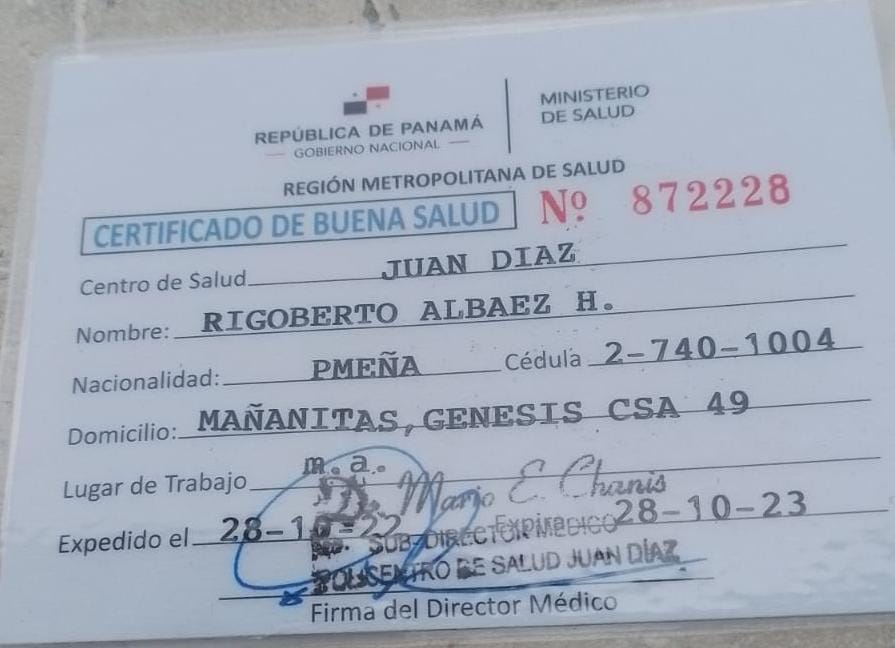 REPÚBLICA DE PANAMÁ
GOBIERNO NACIONAL
MINISTERIO
DE SALUD
REGIÓN METROPOLITANA DE SALUD
CERTIFICADO DE BUENA SALUD Nº 872228
Centro de Salud JUAN DIAZ
Nombre: RIGOBERTO ALBAEZ H.
Nacionalidad: PMEÑA Cédula 2-740-1004
Domicilio: MAÑANITAS, GENESIS CSA 49
Lugar de Trabajo m.a.
Dr. Mario E. Chanis
Expedido el 28-10-22 Expira 28-10-23
SUB-DIRECTOR MEDICO
POLICENTRO DE SALUD JUAN DÍAZ
Firma del Director Médico